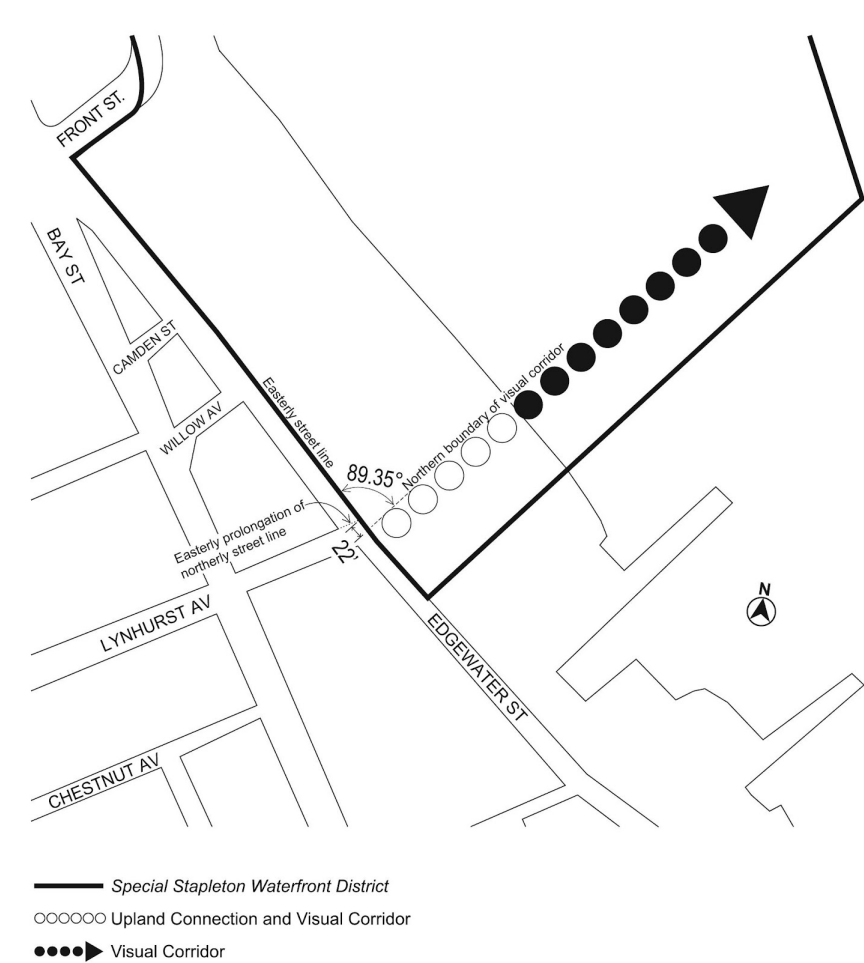 FRONT ST.
BAY ST
CAMDEN ST
WILLOW AV
Easterly street line
Northern boundary of visual corridor
89.35°
Easterly prolongation of
northerly street line
22'
N
LYNHURST AV
EDGEWATER ST
CHESTNUT AV
Special Stapleton Waterfront District
Upland Connection and Visual Corridor
Visual Corridor